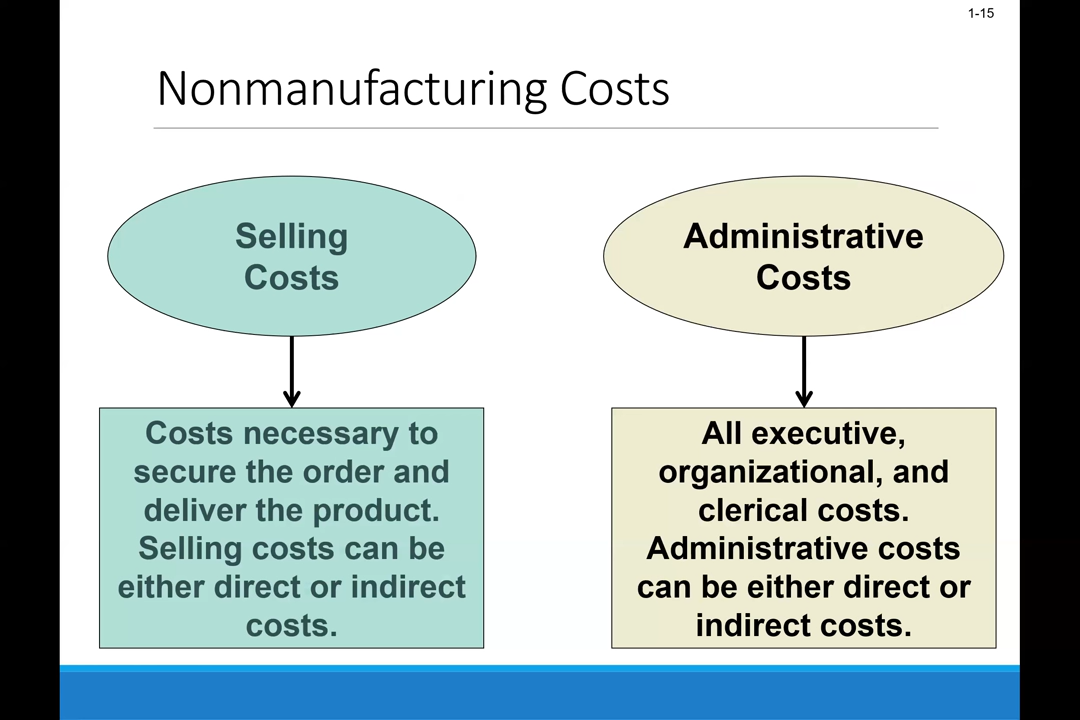 1-15
Nonmanufacturing Costs
Selling
Costs
Administrative
Costs
Costs necessary to
secure the order and
deliver the product.
Selling costs can be
either direct or indirect
costs.
All executive,
organizational, and
clerical costs.
Administrative costs
can be either direct or
indirect costs.